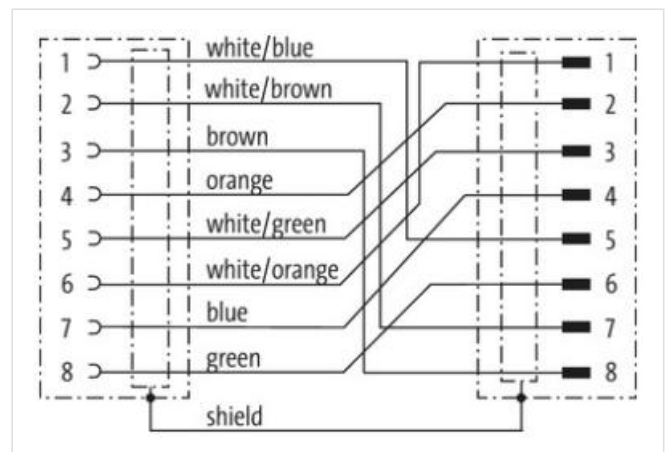 1 white/blue 1
2 white/brown 2
3 brown 3
4 orange 4
5 white/green 5
6 white/orange 6
7 blue 7
8 green 8
shield